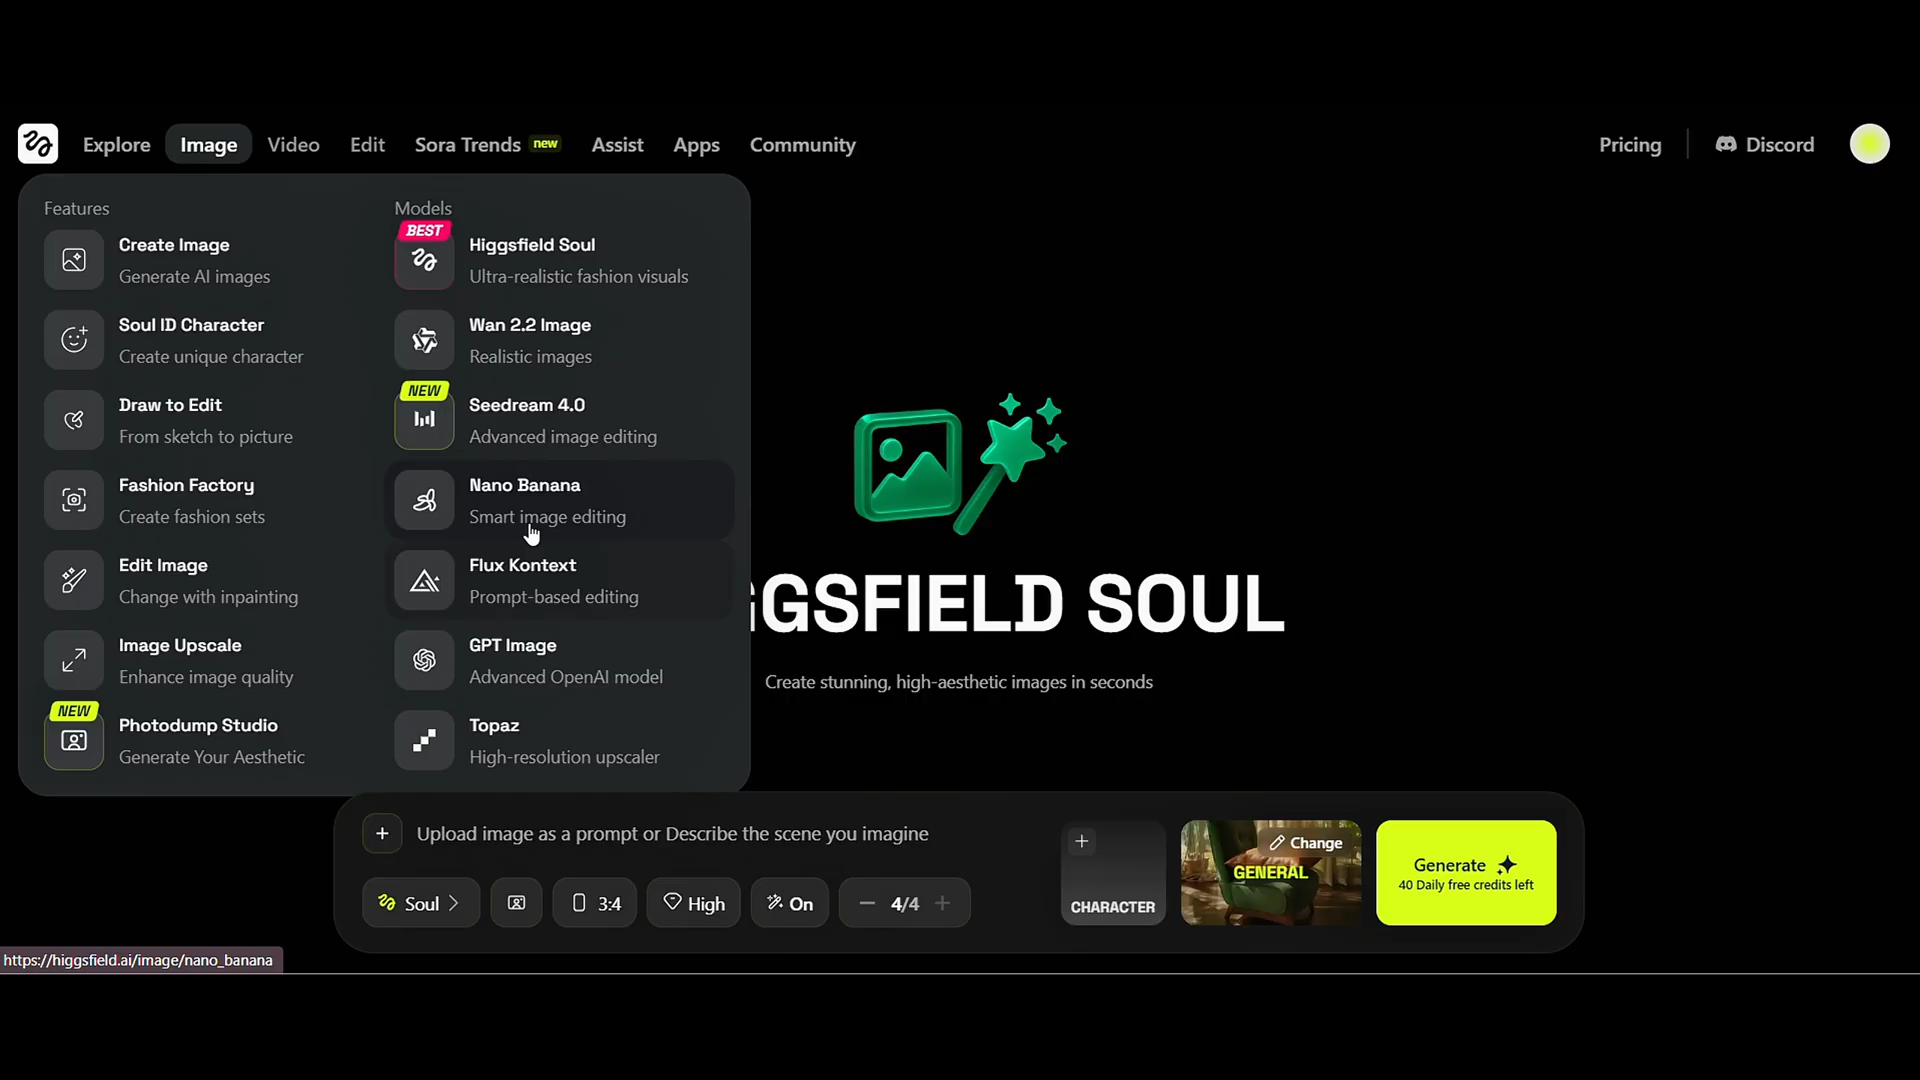 Explore Image Video Edit Sora Trends new Assist Apps Community Pricing Discord
Features
Create Image
Generate AI images
Soul ID Character
Create unique character
Draw to Edit
From sketch to picture
Fashion Factory
Create fashion sets
Edit Image
Change with inpainting
Image Upscale
Enhance image quality
NEW
Photodump Studio
Generate Your Aesthetic
Models
BEST
Higgsfield Soul
Ultra-realistic fashion visuals
Wan 2.2 Image
Realistic images
NEW
Seedream 4.0
Advanced image editing
Nano Banana
Smart image editing
Flux Kontext
Prompt-based editing
GPT Image
Advanced OpenAI model
Topaz
High-resolution upscaler
GGSFIELD SOUL
Create stunning, high-aesthetic images in seconds
Upload image as a prompt or Describe the scene you imagine
Soul 3:4 High On 4/4
CHARACTER
Change
GENERAL
Generate
40 Daily free credits left
https://higgsfield.ai/image/nano_banana